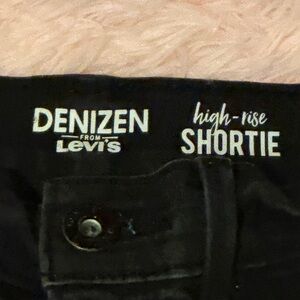 DENIZEN
FROM
LEVI'S
high-rise
SHORTIE